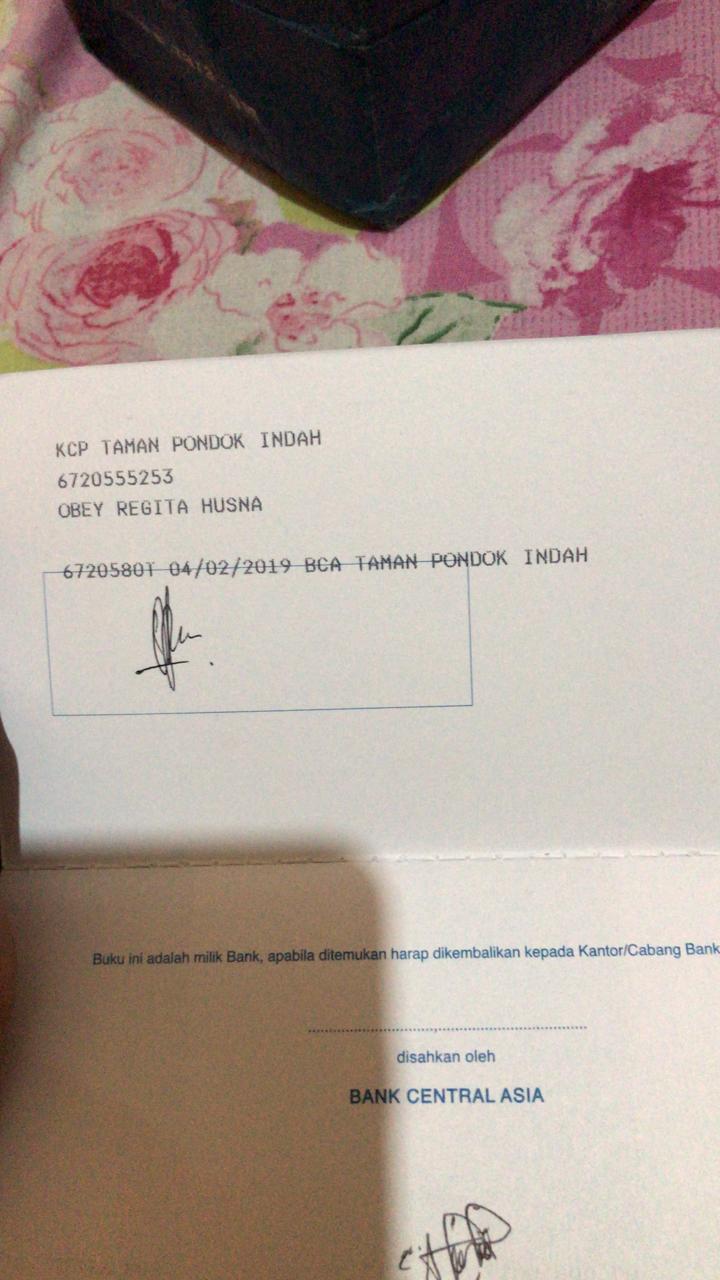 KCP TAMAN PONDOK INDAH
6720555253
OBEY REGITA HUSNA
6720580T 04/02/2019 BCA TAMAN PONDOK INDAH
Buku ini adalah milik Bank, apabila ditemukan harap dikembalikan kepada Kantor/Cabang Bank
disahkan oleh
BANK CENTRAL ASIA